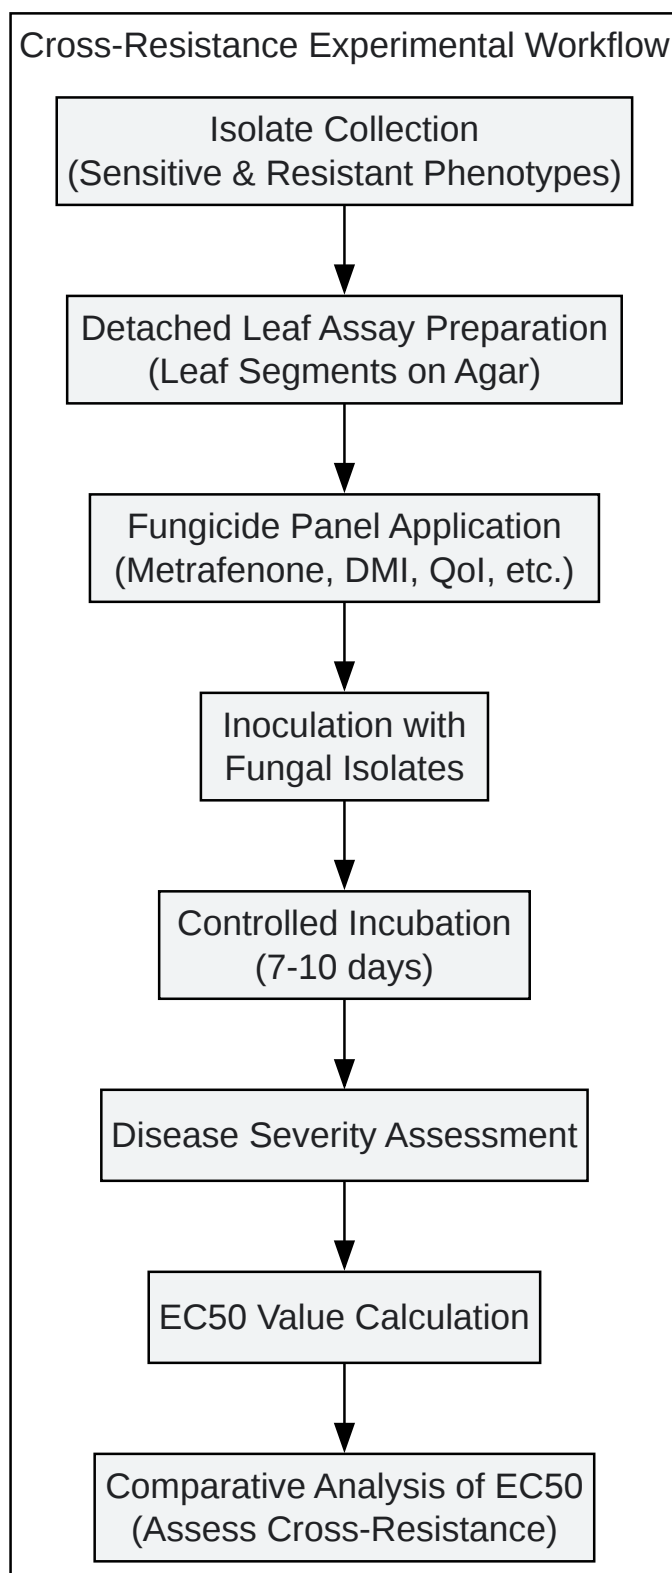 Cross-Resistance Experimental Workflow
Isolate Collection
(Sensitive & Resistant Phenotypes)
Detached Leaf Assay Preparation
(Leaf Segments on Agar)
Fungicide Panel Application
(Metrafenone, DMI, QoI, etc.)
Inoculation with
Fungal Isolates
Controlled Incubation
(7-10 days)
Disease Severity Assessment
EC50 Value Calculation
Comparative Analysis of EC50
(Assess Cross-Resistance)